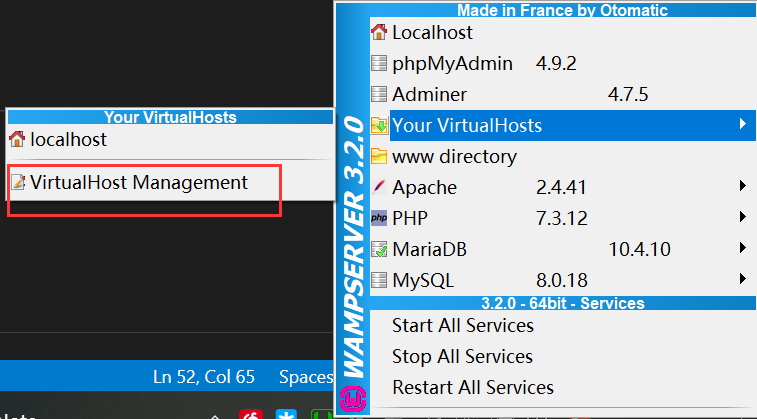 Made in France by Otomatic
Localhost
phpMyAdmin 4.9.2
Adminer 4.7.5
Your VirtualHosts
www directory
Apache 2.4.41
php PHP 7.3.12
MariaDB 10.4.10
MySQL 8.0.18
3.2.0 - 64bit - Services
Start All Services
Stop All Services
Restart All Services
WAMPSERVER 3.2.0
Your VirtualHosts
localhost
VirtualHost Management
Ln 52, Col 65 Spaces